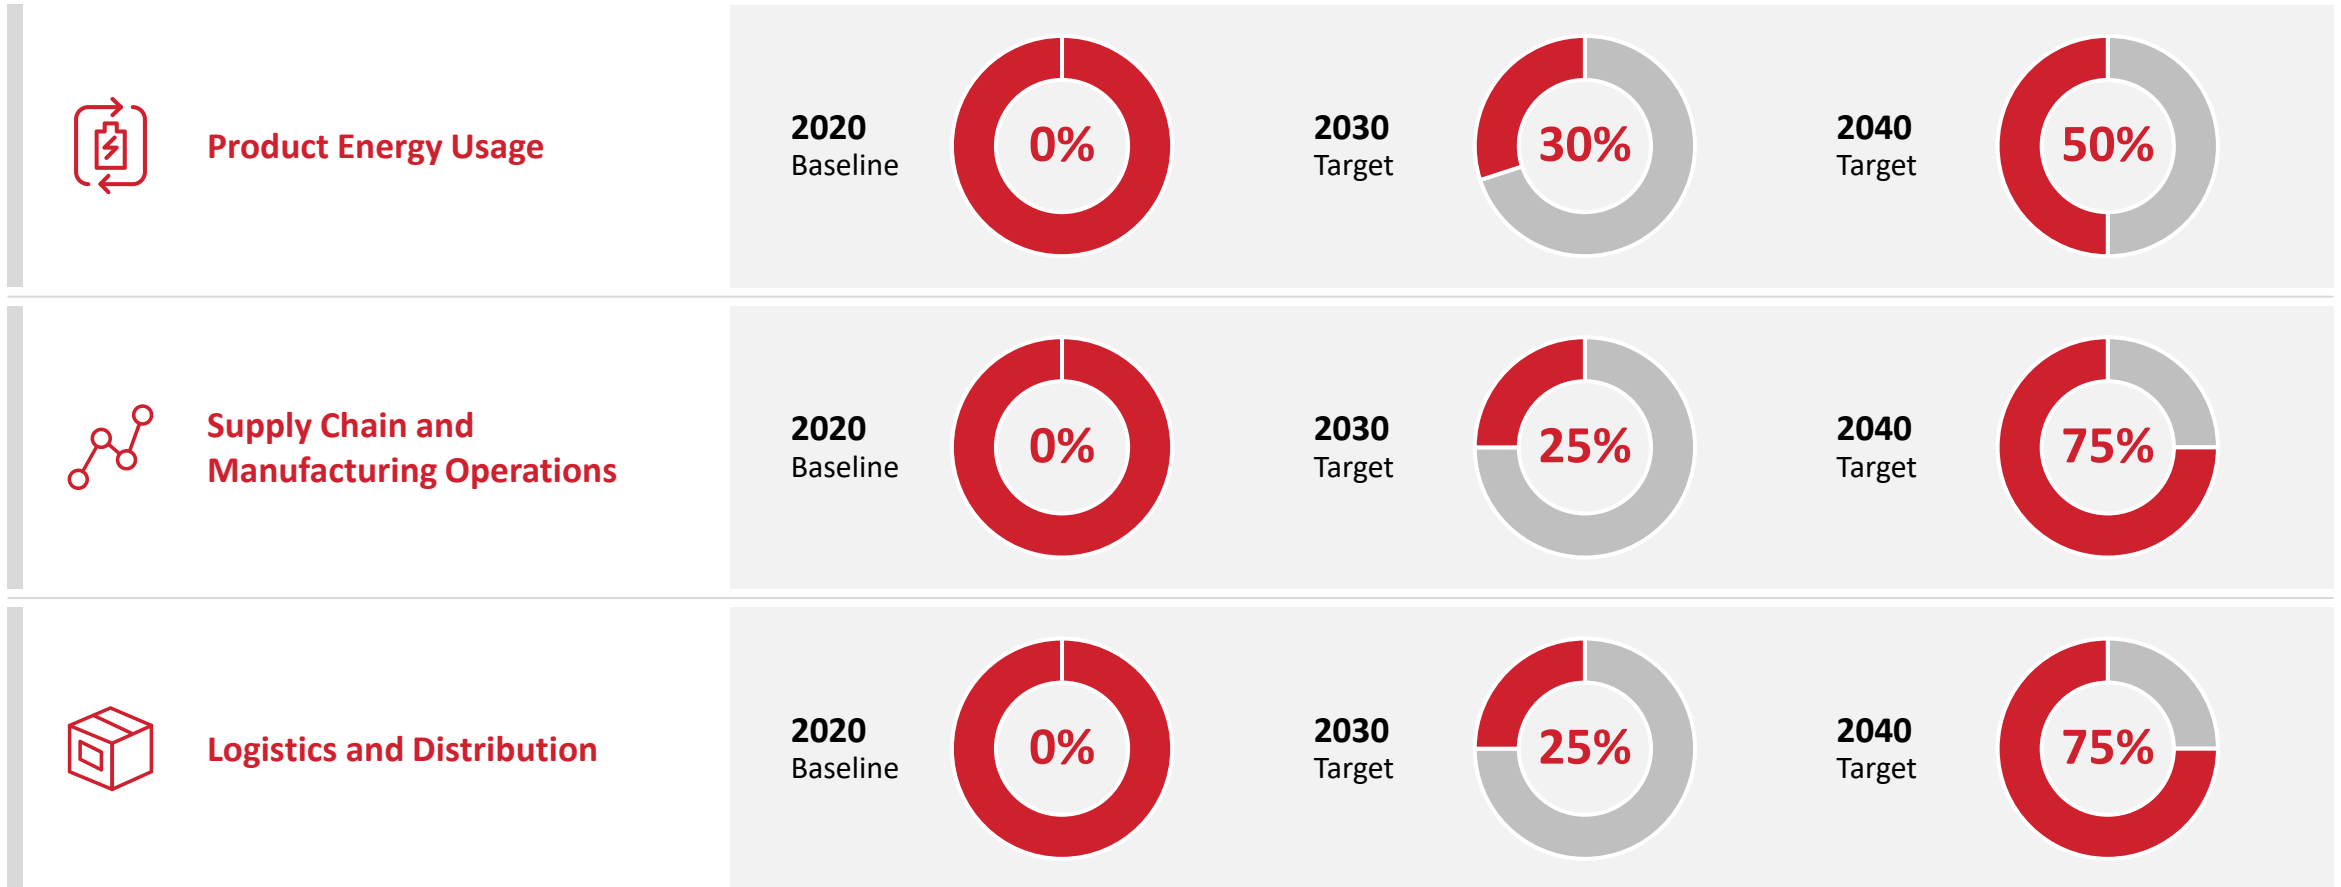 Product Energy Usage
2020
Baseline
0%
2030
Target
30%
2040
Target
50%
Supply Chain and
Manufacturing Operations
2020
Baseline
0%
2030
Target
25%
2040
Target
75%
Logistics and Distribution
2020
Baseline
0%
2030
Target
25%
2040
Target
75%